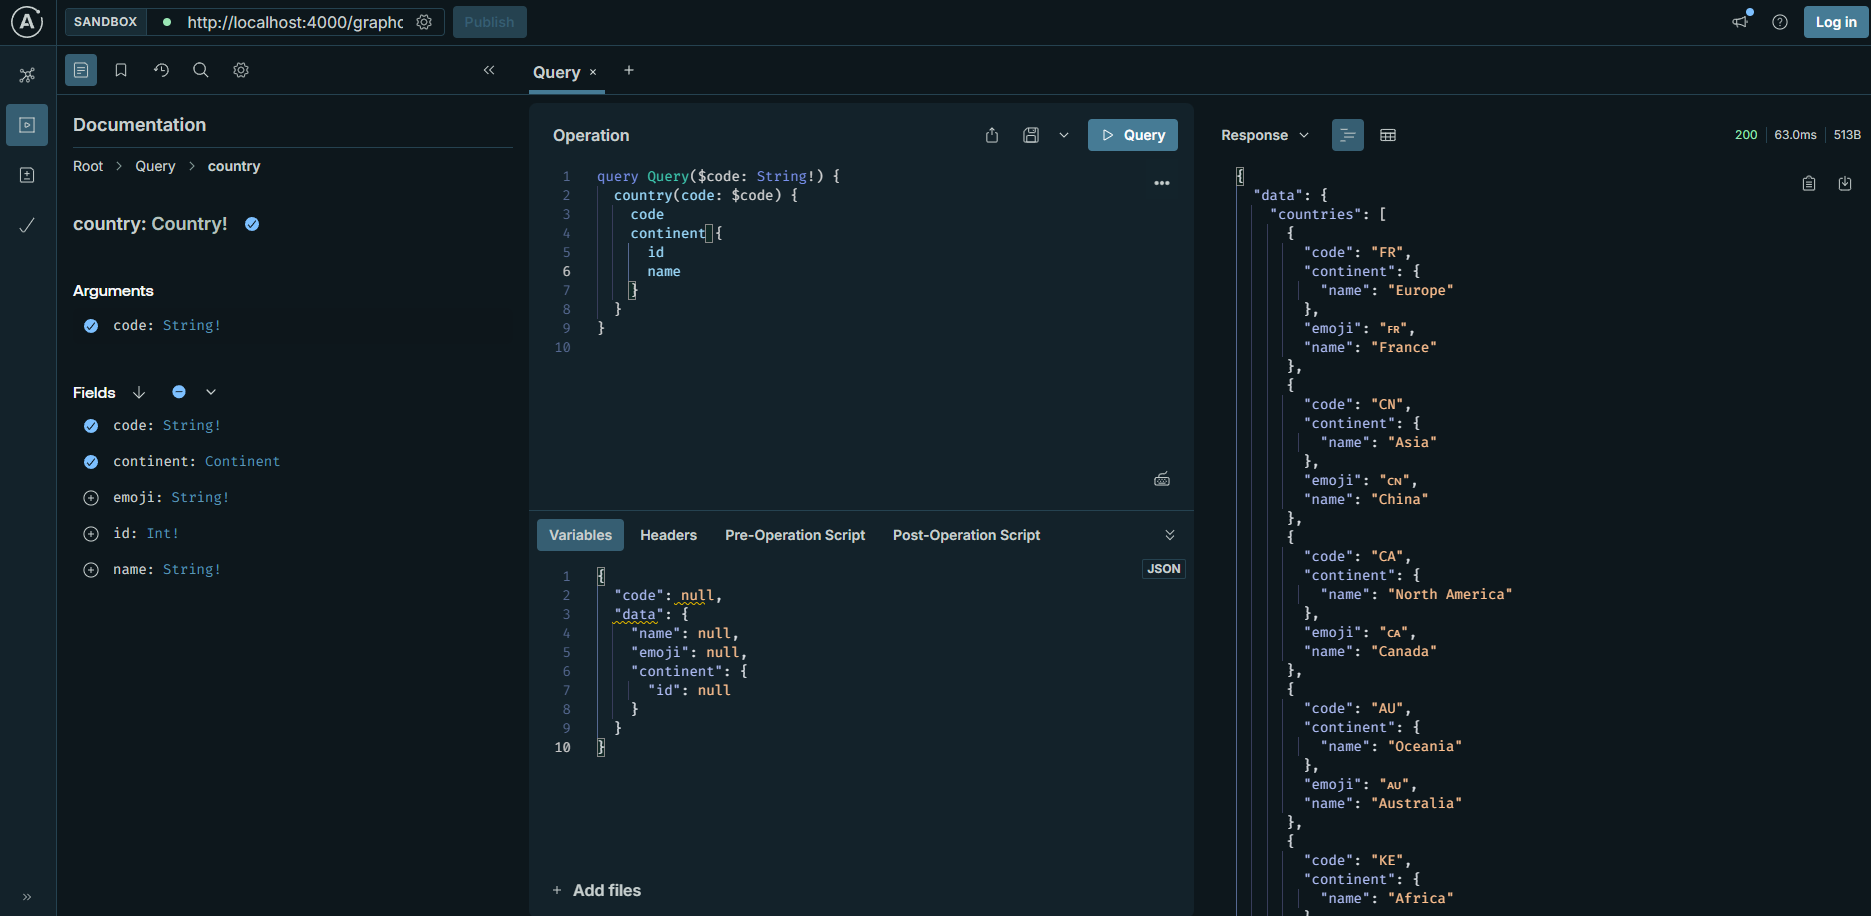 A
SANDBOX
http://localhost:4000/graphc
Publish
Log in
Documentation
Root > Query > country
country: Country!
Arguments
code: String!
Fields
code: String!
continent: Continent
emoji: String!
id: Int!
name: String!
Query × +
Operation
Query
1 query Query($code: String!) {
2 country(code: $code) {
3 code
4 continent {
5 id
6 name
7 }
8 }
9 }
10
Variables Headers Pre-Operation Script Post-Operation Script
JSON
1 {
2 "code": null,
3 "data": {
4 "name": null,
5 "emoji": null,
6 "continent": {
7 "id": null
8 }
9 }
10 }
+ Add files
Response
200 63.0ms 513B
{
"data": {
"countries": [
{
"code": "FR",
"continent": {
"name": "Europe"
},
"emoji": "FR",
"name": "France"
},
{
"code": "CN",
"continent": {
"name": "Asia"
},
"emoji": "CN",
"name": "China"
},
{
"code": "CA",
"continent": {
"name": "North America"
},
"emoji": "CA",
"name": "Canada"
},
{
"code": "AU",
"continent": {
"name": "Oceania"
},
"emoji": "AU",
"name": "Australia"
},
{
"code": "KE",
"continent": {
"name": "Africa"
}